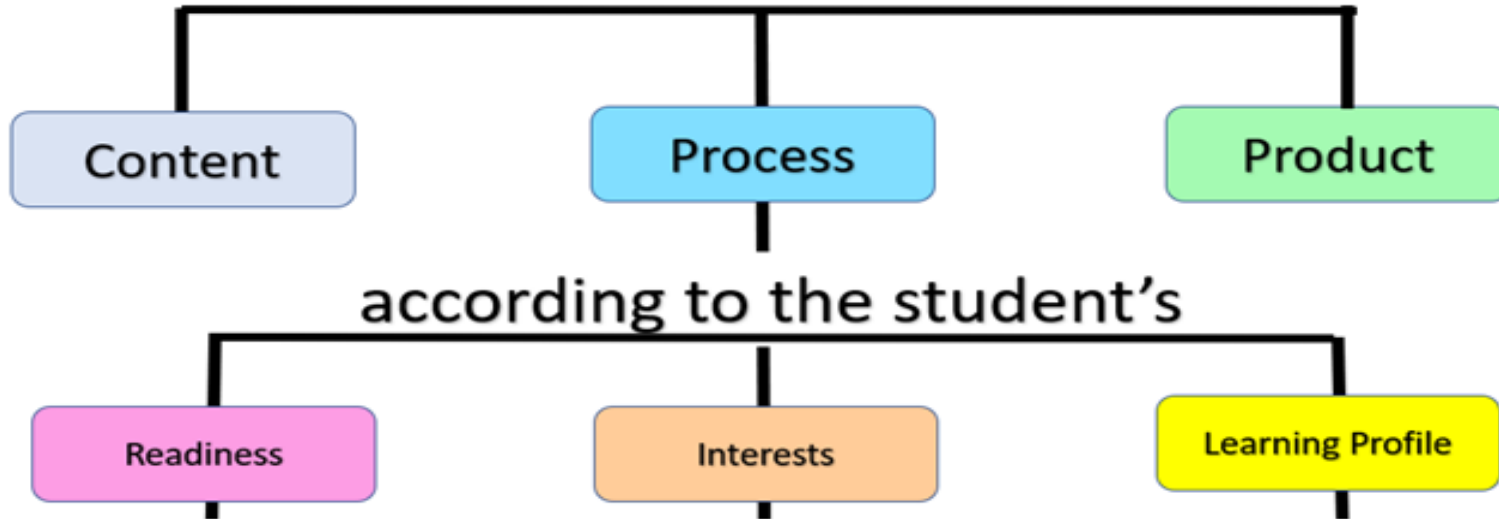 Content Process Product
according to the student’s
Readiness Interests Learning Profile